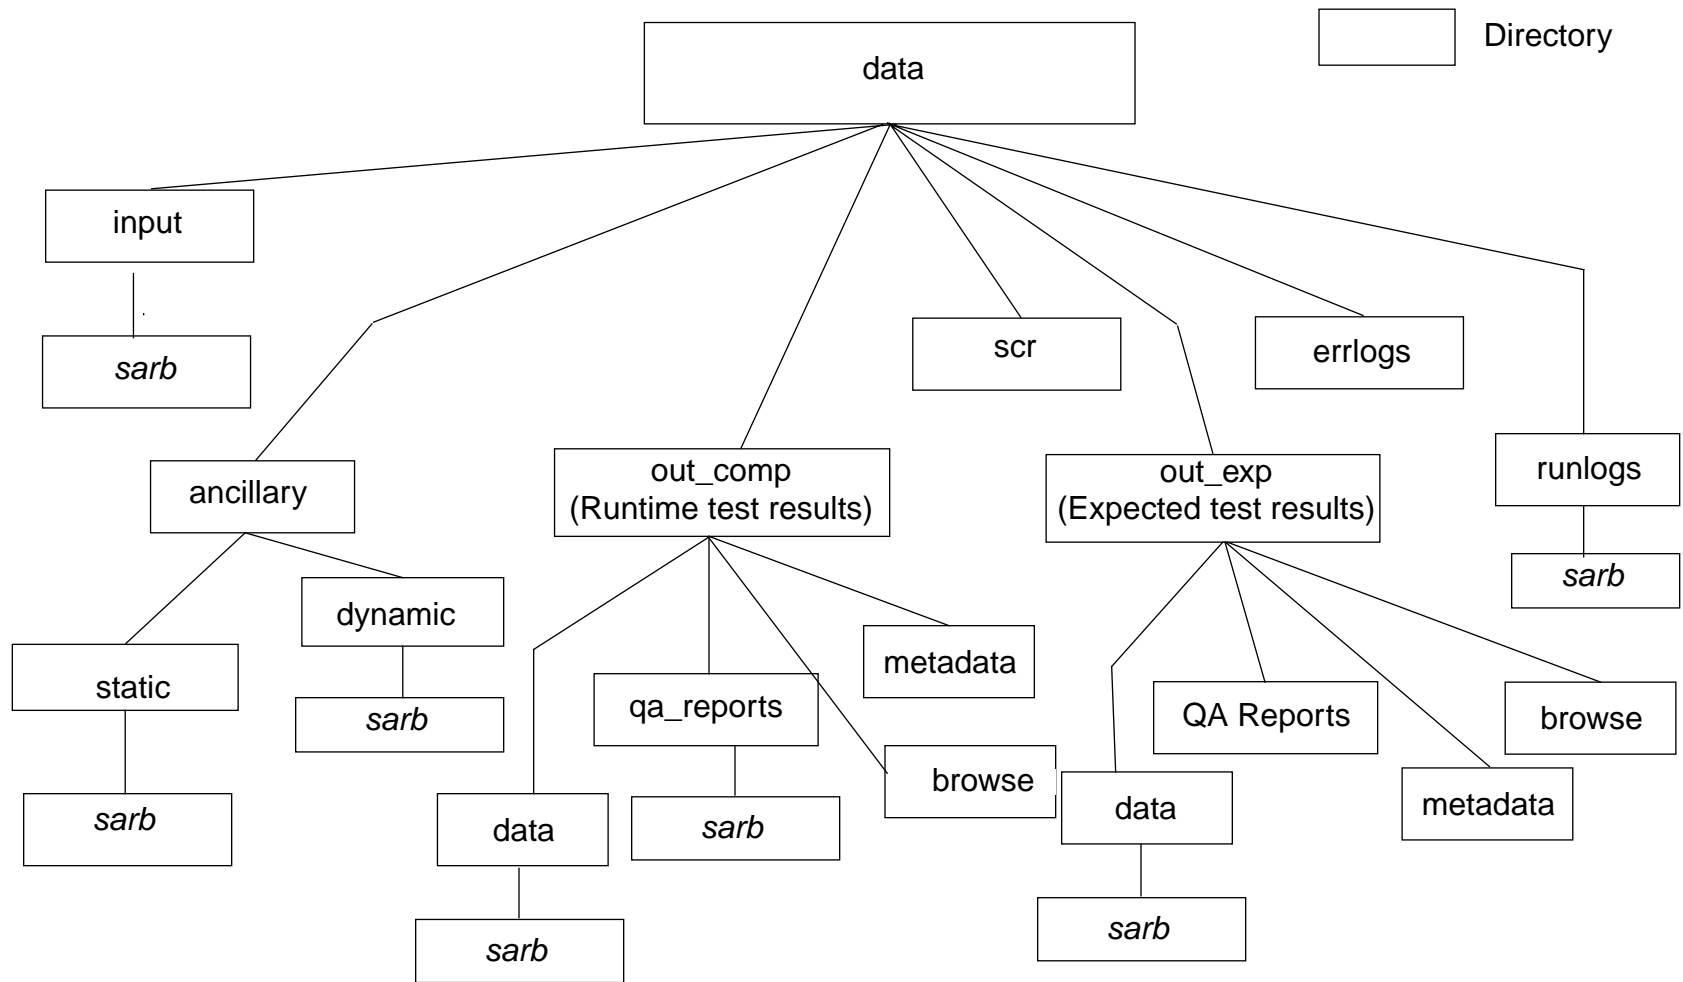 Directory
data
input
sarb
scr
errlogs
ancillary
out_comp
(Runtime test results)
out_exp
(Expected test results)
runlogs
sarb
dynamic
static
sarb
sarb
metadata
qa_reports
QA Reports
browse
browse
data
sarb
data
metadata
sarb
sarb